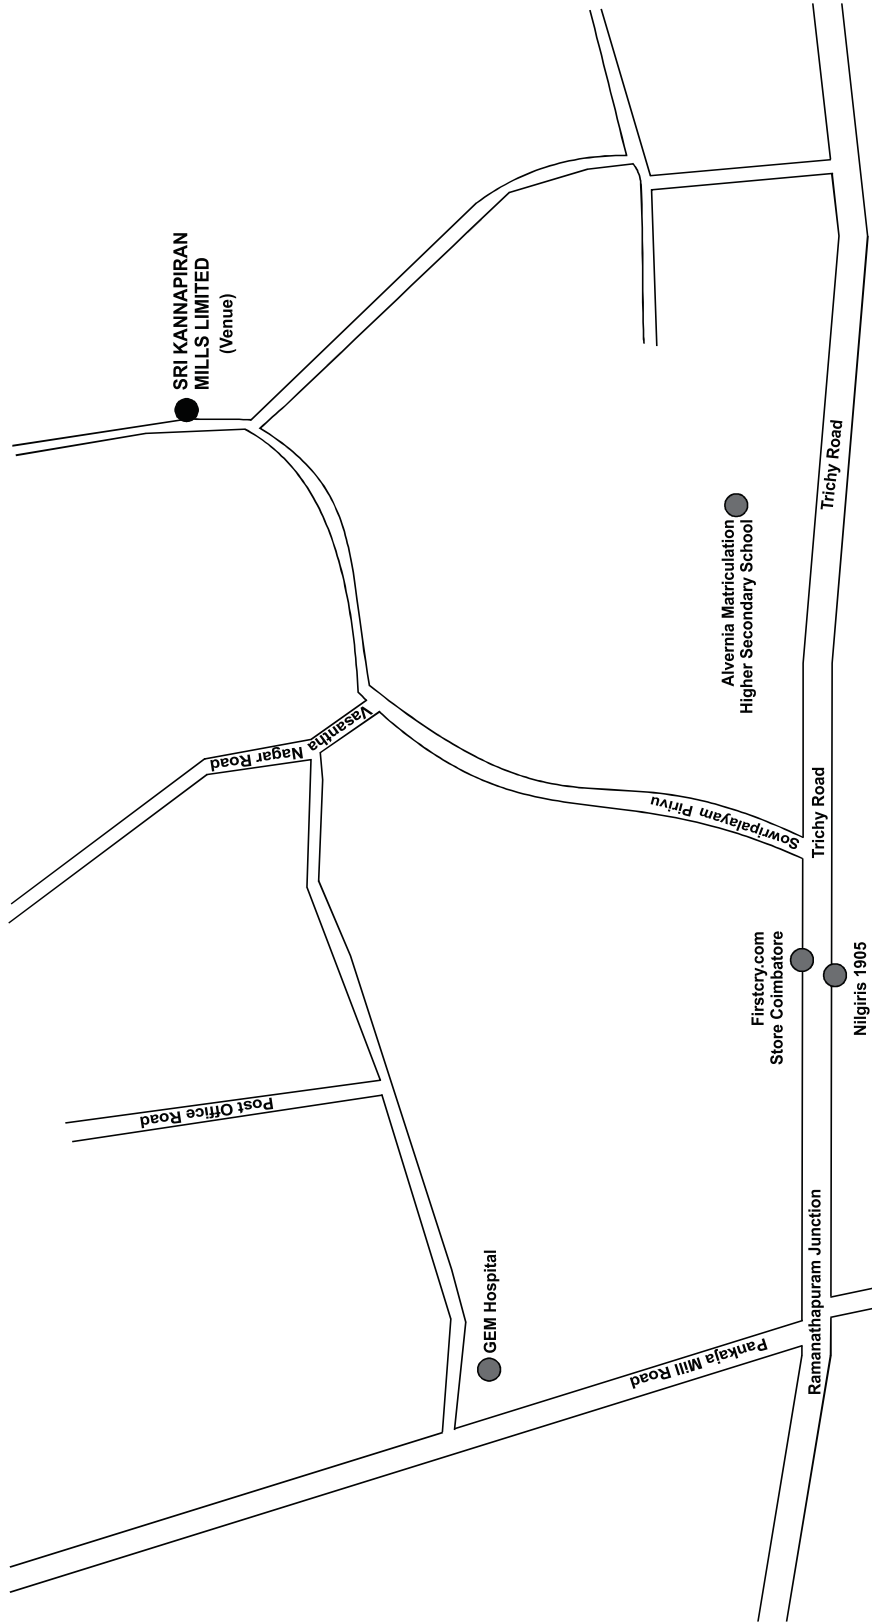 SRI KANNAPIRAN
MILLS LIMITED
(Venue)
Vasantha Nagar Road
Post Office Road
GEM Hospital
Pankaja Mill Road
Sowripalayam Pirivu
Alvernia Matriculation
Higher Secondary School
Firstcry.com
Store Coimbatore
Nilgiris 1905
Ramanathapuram Junction
Trichy Road
Trichy Road